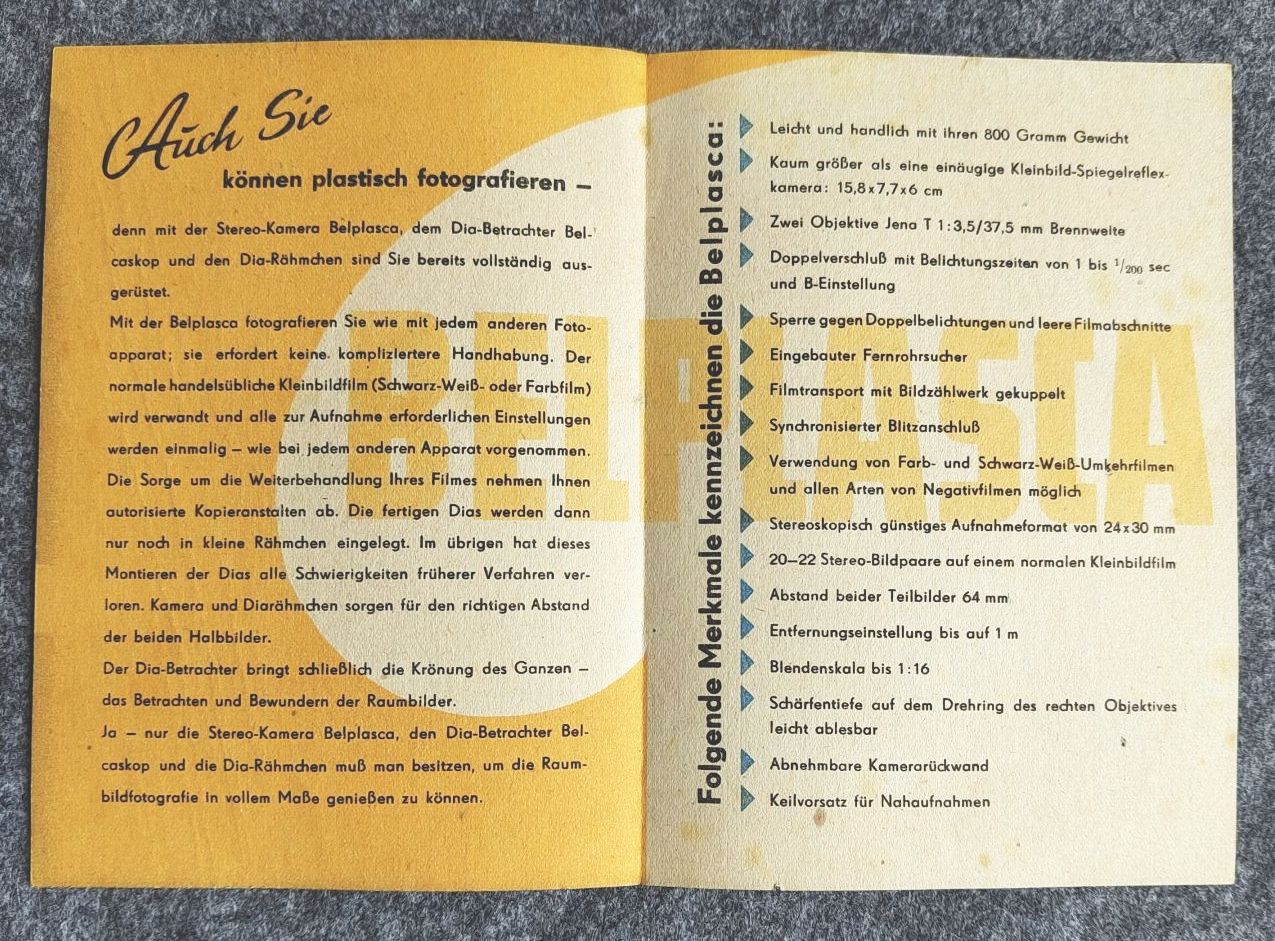 Auch Sie
können plastisch fotografieren –
denn mit der Stereo-Kamera Belplasca, dem Dia-Betrachter Bel-
caskop und den Dia-Rähmchen sind Sie bereits vollständig aus-
gerüstet.
Mit der Belplasca fotografieren Sie wie mit jedem anderen Foto-
apparat; sie erfordert keine kompliziertere Handhabung. Der
normale handelsübliche Kleinbildfilm (Schwarz-Weiß- oder Farbfilm)
wird verwandt und alle zur Aufnahme erforderlichen Einstellungen
werden einmalig – wie bei jedem anderen Apparat vorgenommen.
Die Sorge um die Weiterbehandlung Ihres Filmes nehmen Ihnen
autorisierte Kopieranstalten ab. Die fertigen Dias werden dann
nur noch in kleine Rähmchen eingelegt. Im übrigen hat dieses
Montieren der Dias alle Schwierigkeiten früherer Verfahren ver-
loren. Kamera und Diarähmchen sorgen für den richtigen Abstand
der beiden Halbbilder.
Der Dia-Betrachter bringt schließlich die Krönung des Ganzen –
das Betrachten und Bewundern der Raumbilder.
Ja – nur die Stereo-Kamera Belplasca, den Dia-Betrachter Bel-
caskop und die Dia-Rähmchen muß man besitzen, um die Raum-
bildfotografie in vollem Maße genießen zu können.
BELPLASCA
Folgende Merkmale kennzeichnen die Belplasca:
Leicht und handlich mit ihren 800 Gramm Gewicht
Kaum größer als eine einäugige Kleinbild-Spiegelreflex-
kamera: 15,8x7,7x6 cm
Zwei Objektive Jena T 1:3,5/37,5 mm Brennweite
Doppelverschluß mit Belichtungszeiten von 1 bis 1/200 sec
und B-Einstellung
Sperre gegen Doppelbelichtungen und leere Filmabschnitte
Eingebauter Fernrohrsucher
Filmtransport mit Bildzählwerk gekuppelt
Synchronisierter Blitzanschluß
Verwendung von Farb- und Schwarz-Weiß-Umkehrfilmen
und allen Arten von Negativfilmen möglich
Stereoskopisch günstiges Aufnahmeformat von 24x30 mm
20–22 Stereo-Bildpaare auf einem normalen Kleinbildfilm
Abstand beider Teilbilder 64 mm
Entfernungseinstellung bis auf 1 m
Blendenskala bis 1:16
Schärfentiefe auf dem Drehring des rechten Objektives
leicht ablesbar
Abnehmbare Kamerarückwand
Keilvorsatz für Nahaufnahmen